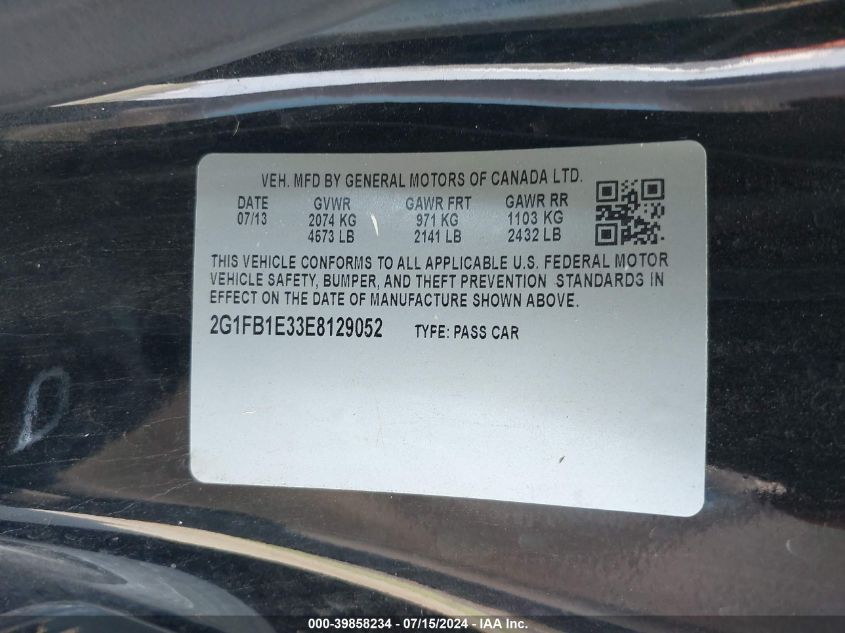 VEH. MFD BY GENERAL MOTORS OF CANADA LTD.
DATE GVWR GAWR FRT GAWR RR
07/13 2074 KG 971 KG 1103 KG
4573 LB 2141 LB 2432 LB
THIS VEHICLE CONFORMS TO ALL APPLICABLE U.S. FEDERAL MOTOR
VEHICLE SAFETY, BUMPER, AND THEFT PREVENTION STANDARDS IN
EFFECT ON THE DATE OF MANUFACTURE SHOWN ABOVE.
2G1FB1E33E8129052 TYPE: PASS CAR
000-39858234 - 07/15/2024 - IAAI.COM